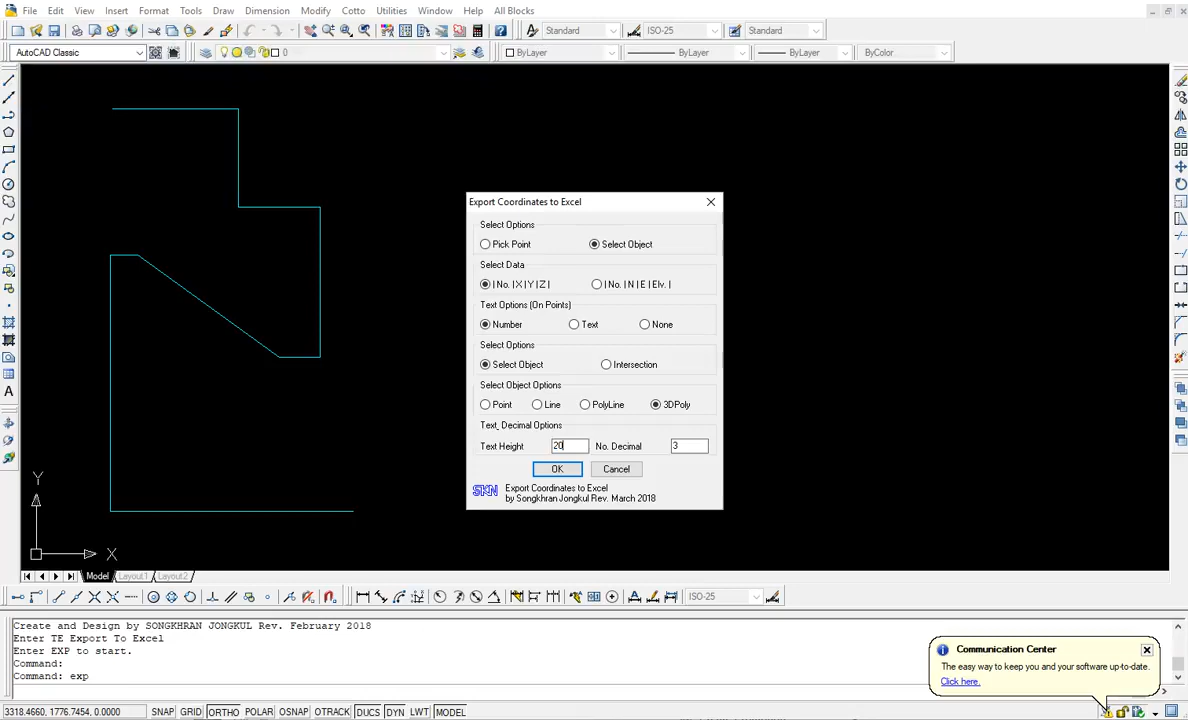 File Edit View Insert Format Tools Draw Dimension Modify Cotto Utilities Window Help All Blocks
Standard ISO-25 Standard
AutoCAD Classic 0 ByLayer ByLayer ByLayer ByColor
Export Coordinates to Excel
Select Options
Pick Point Select Object
Select Data
| No. |X|Y|Z| | No. |N|E|Elv. |
Text Options (On Points)
Number Text None
Select Options
Select Object Intersection
Select Object Options
Point Line PolyLine 3DPoly
Text, Decimal Options
Text Height 20 No. Decimal 3
OK Cancel
SKN Export Coordinates to Excel
by Songkhran Jongkul Rev. March 2018
Y
X
Model Layout1 Layout2
ISO-25
Create and Design by SONGKHRAN JONGKUL Rev. February 2018
Enter TE Export To Excel
Enter EXP to start.
Command:
Command: exp
Communication Center
The easy way to keep you and your software up-to-date.
Click here.
3318.4660, 1776.7454, 0.0000 SNAP GRID ORTHO POLAR OSNAP OTRACK DUCS DYN LWT MODEL